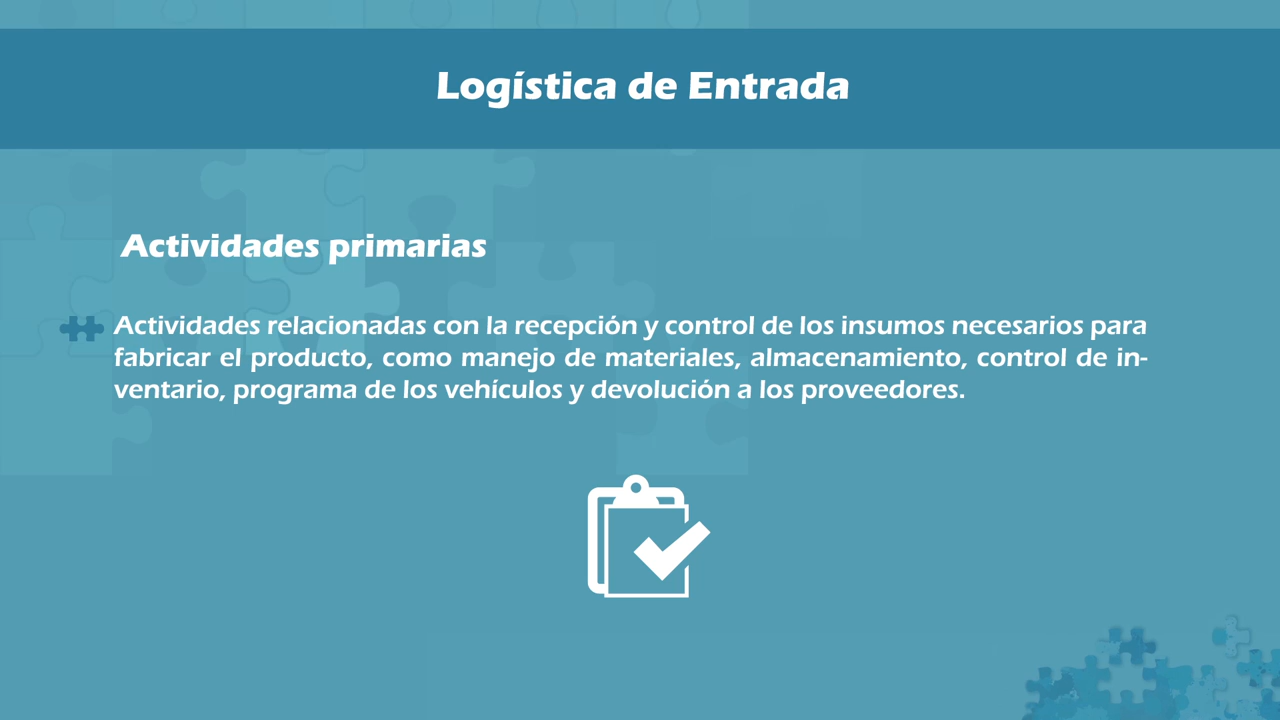 Logística de Entrada
Actividades primarias
Actividades relacionadas con la recepción y control de los insumos necesarios para
fabricar el producto, como manejo de materiales, almacenamiento, control de in-
ventario, programa de los vehículos y devolución a los proveedores.